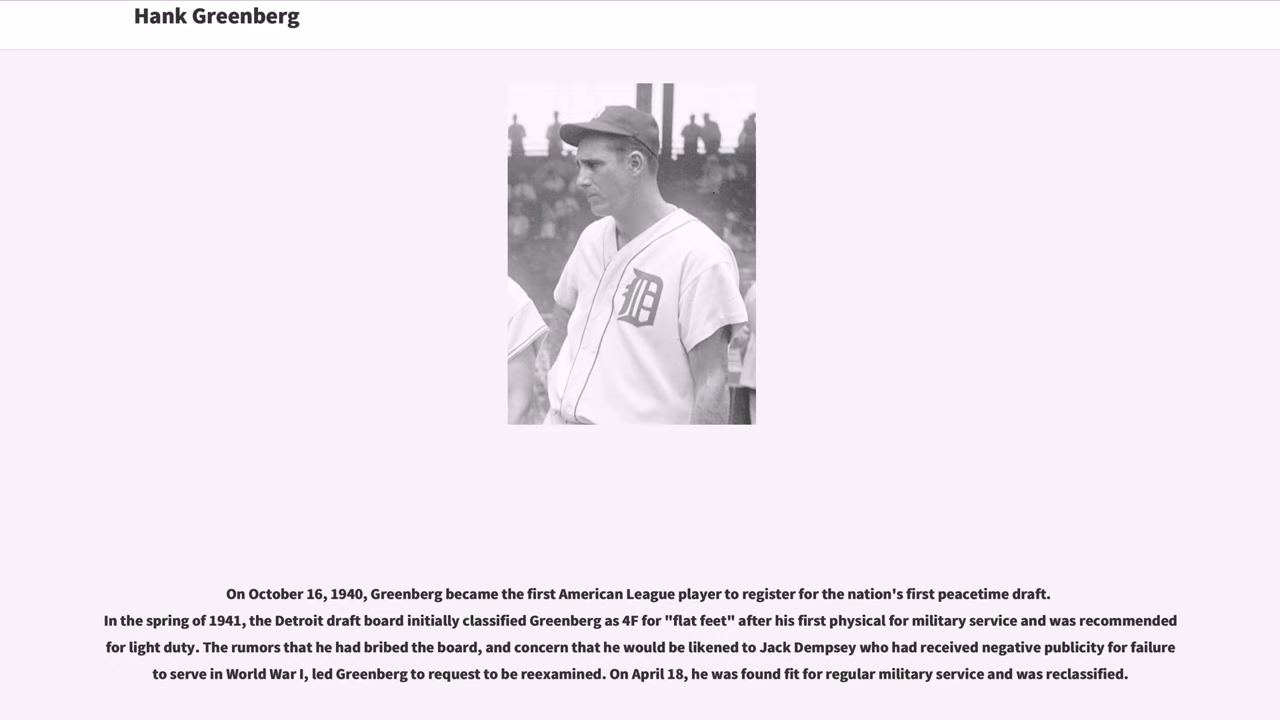 Hank Greenberg
D
On October 16, 1940, Greenberg became the first American League player to register for the nation's first peacetime draft.
In the spring of 1941, the Detroit draft board initially classified Greenberg as 4F for "flat feet" after his first physical for military service and was recommended
for light duty. The rumors that he had bribed the board, and concern that he would be likened to Jack Dempsey who had received negative publicity for failure
to serve in World War I, led Greenberg to request to be reexamined. On April 18, he was found fit for regular military service and was reclassified.